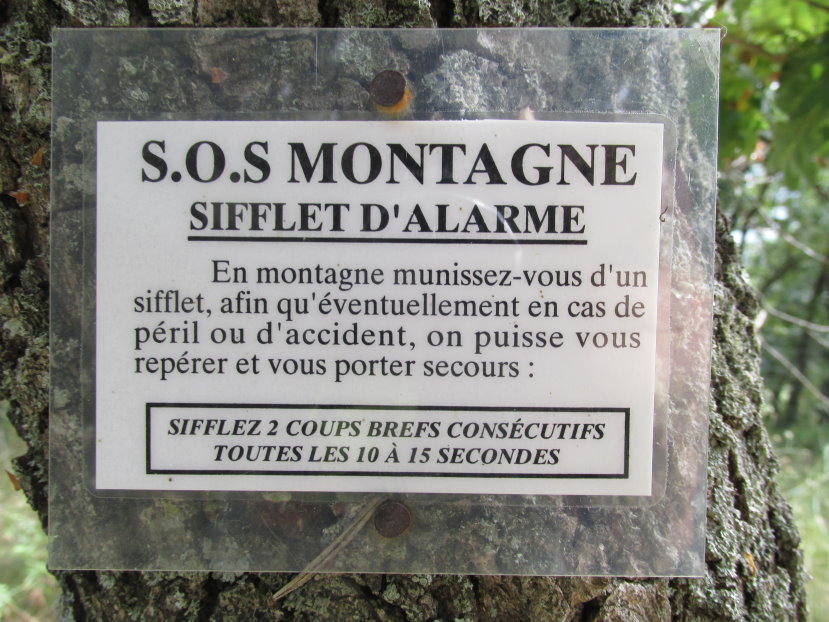 S.O.S MONTAGNE
SIFFLET D'ALARME
En montagne munissez-vous d'un
sifflet, afin qu'éventuellement en cas de
péril ou d'accident, on puisse vous
repérer et vous porter secours :
SIFFLEZ 2 COUPS BREFS CONSÉCUTIFS
TOUTES LES 10 À 15 SECONDES